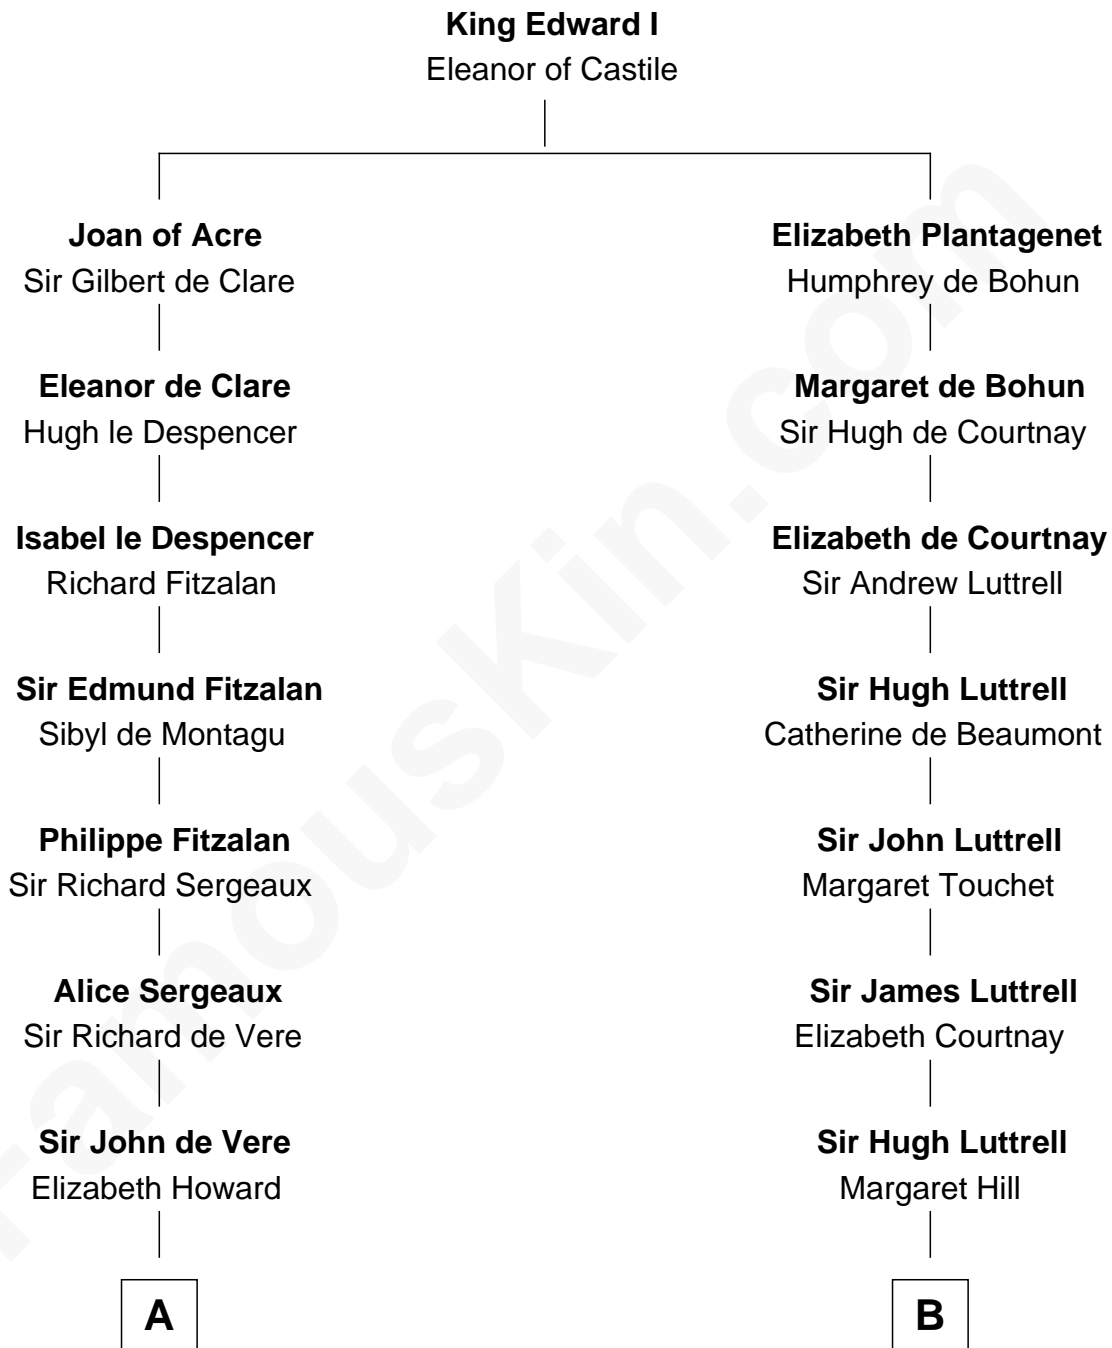 King Edward I
Eleanor of Castile
Joan of Acre
Sir Gilbert de Clare
Elizabeth Plantagenet
Humphrey de Bohun
Eleanor de Clare
Hugh le Despencer
Margaret de Bohun
Sir Hugh de Courtnay
Isabel le Despencer
Richard Fitzalan
Elizabeth de Courtnay
Sir Andrew Luttrell
Sir Edmund Fitzalan
Sibyl de Montagu
Sir Hugh Luttrell
Catherine de Beaumont
Philippe Fitzalan
Sir Richard Sergeaux
Sir John Luttrell
Margaret Touchet
Alice Sergeaux
Sir Richard de Vere
Sir James Luttrell
Elizabeth Courtnay
Sir John de Vere
Elizabeth Howard
Sir Hugh Luttrell
Margaret Hill
A
B
FamousKin.com